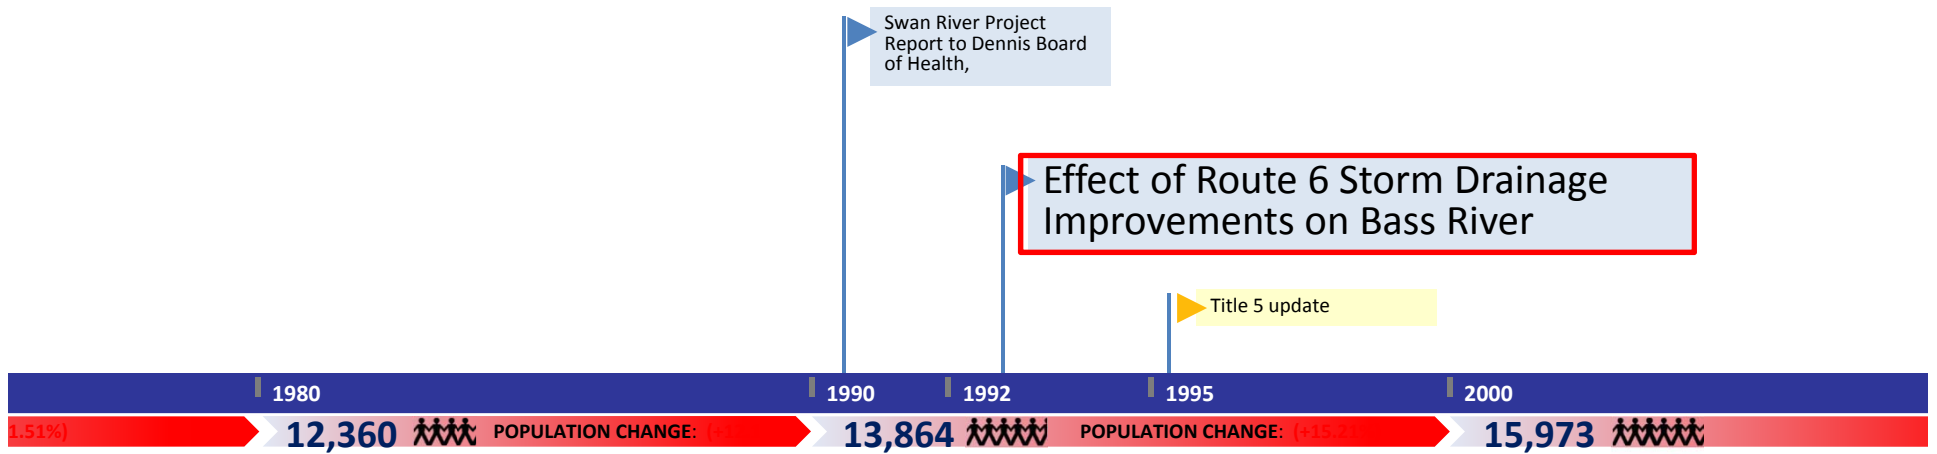 Swan River Project
Report to Dennis Board
of Health,
Effect of Route 6 Storm Drainage
Improvements on Bass River
Title 5 update
1980 1990 1992 1995 2000
1.51%) 12,360 POPULATION CHANGE: 13,864 POPULATION CHANGE: (+15.21 15,973